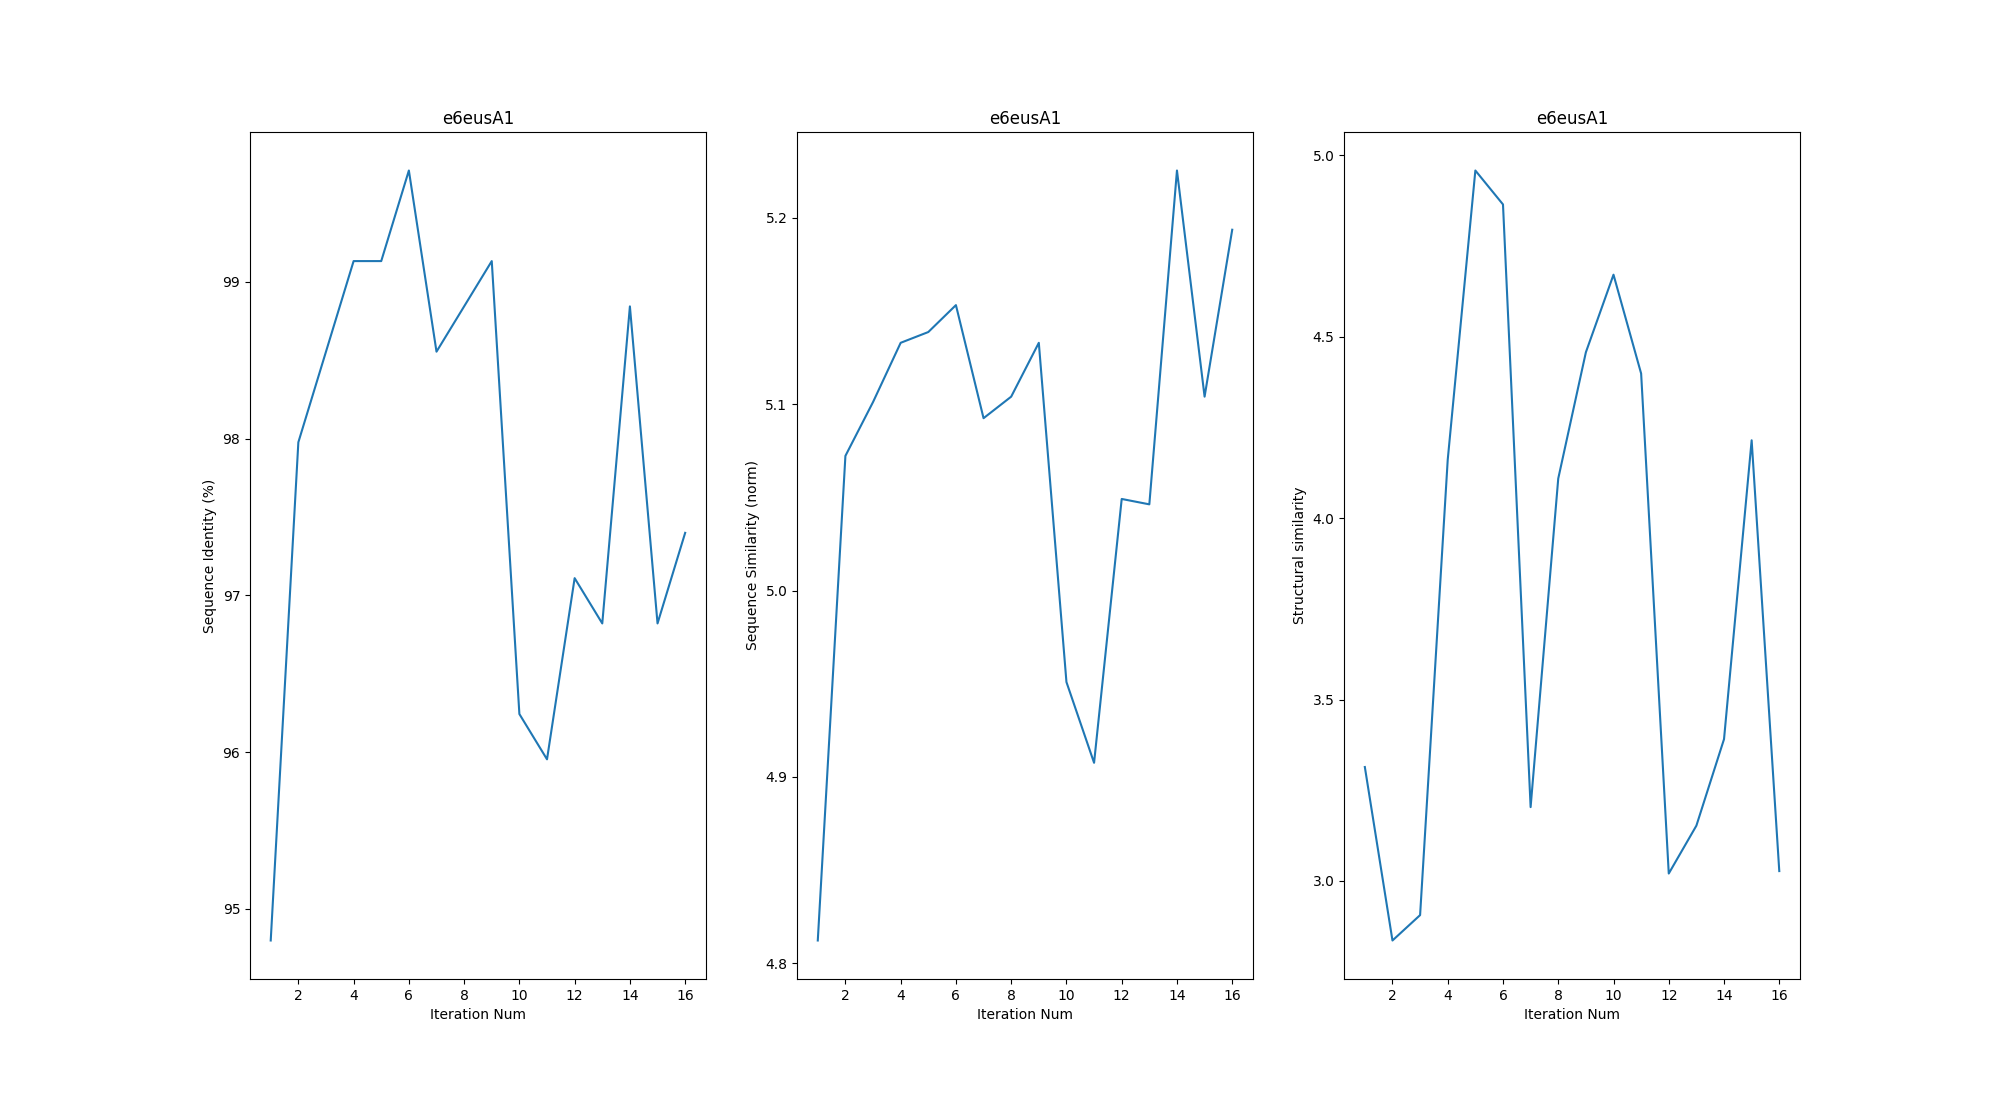 e6eusA1
99
98
97
96
95
Sequence Identity (%)
2 4 6 8 10 12 14 16
Iteration Num
e6eusA1
5.2
5.1
5.0
4.9
4.8
Sequence Similarity (norm)
2 4 6 8 10 12 14 16
Iteration Num
e6eusA1
5.0
4.5
4.0
3.5
3.0
Structural similarity
2 4 6 8 10 12 14 16
Iteration Num